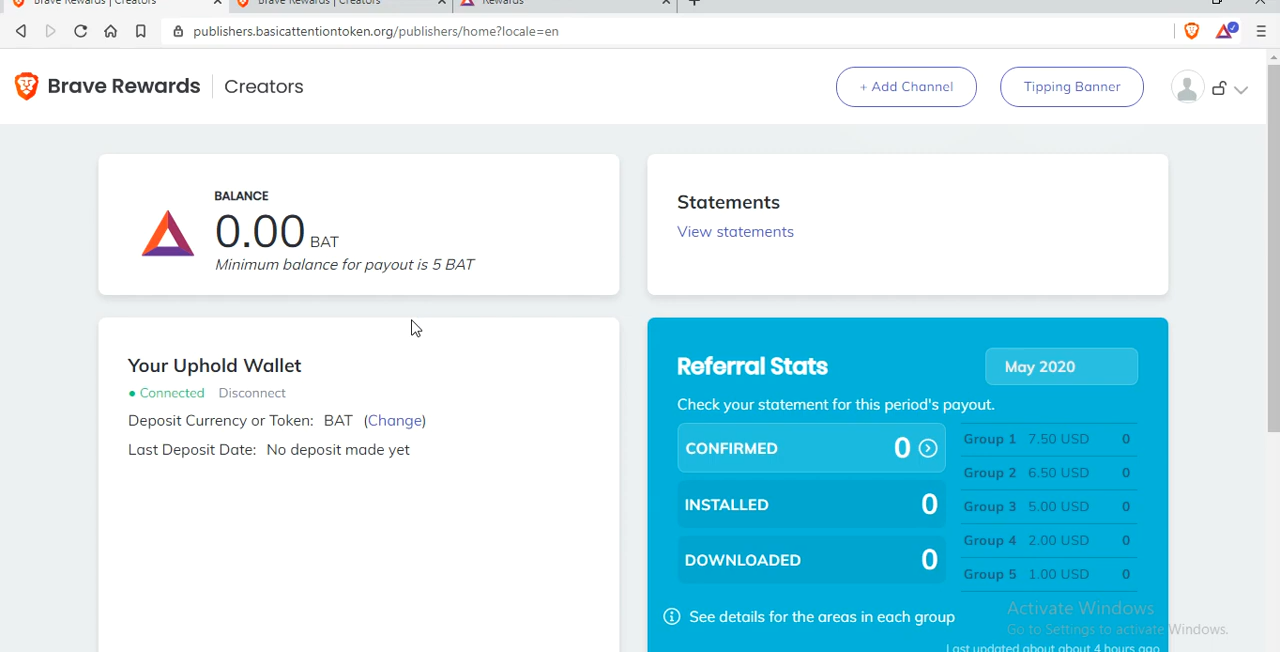 Brave Rewards | Creators
Brave Rewards | Creators
Rewards
publishers.basicattentiontoken.org/publishers/home?locale=en
Brave Rewards
Creators
+ Add Channel
Tipping Banner
BALANCE
0.00 BAT
Minimum balance for payout is 5 BAT
Statements
View statements
Your Uphold Wallet
Connected Disconnect
Deposit Currency or Token: BAT (Change)
Last Deposit Date: No deposit made yet
Referral Stats
May 2020
Check your statement for this period's payout.
CONFIRMED 0
INSTALLED 0
DOWNLOADED 0
Group 1 7.50 USD 0
Group 2 6.50 USD 0
Group 3 5.00 USD 0
Group 4 2.00 USD 0
Group 5 1.00 USD 0
See details for the areas in each group
Activate Windows
Go to Settings to activate Windows.
Last updated about about 4 hours ago